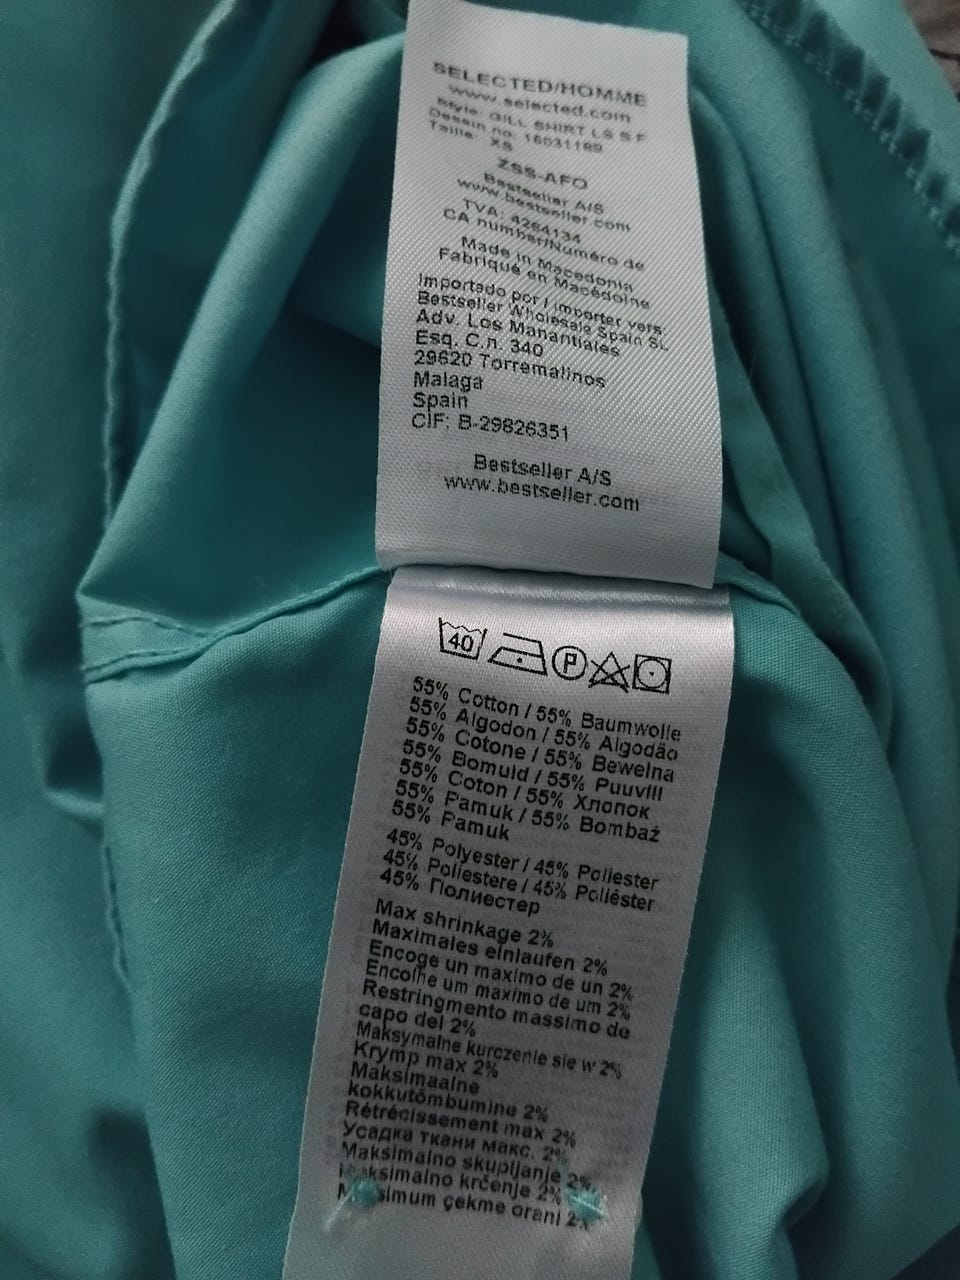 SELECTED/HOMME
www.selected.com
Style: GILL SHIRT LS S F
Dessin no: 16031189
Taille: XS
ZSS-AFO
Bestseller A/S
www.bestseller.com
TVA: 4264134
CA number/Numéro de
Made in Macedonia
Fabriqué en Macédoine
Importado por / Importer vers:
Bestseller Wholesale Spain SL
Adv. Los Manantiales
Esq. C.n. 340
29620 Torremalinos
Malaga
Spain
CIF: B-29826351
Bestseller A/S
www.bestseller.com
40 P
55% Cotton / 55% Baumwolle
55% Algodon / 55% Algodão
55% Cotone / 55% Bewełna
55% Bomuld / 55% Puuvill
55% Coton / 55% Хлопок
55% Pamuk / 55% Bombaž
55% Pamuk
45% Polyester / 45% Poliester
45% Poliestere / 45% Poliéster
45% Полиестер
Max shrinkage 2%
Maximales einlaufen 2%
Encoge un maximo de un 2%
Encolhe um maximo de um 2%
Restringmento massimo de
capo del 2%
Maksymalne kurczenie sie w 2%
Krymp max 2%
Maksimaalne
kokkutõmbumine 2%
Rétrécissement max 2%
Усадка ткани макс. 2%
Maksimalno skupljanje 2%
Maksimalno krčenje 2%
Maksimum çekme orani 2%